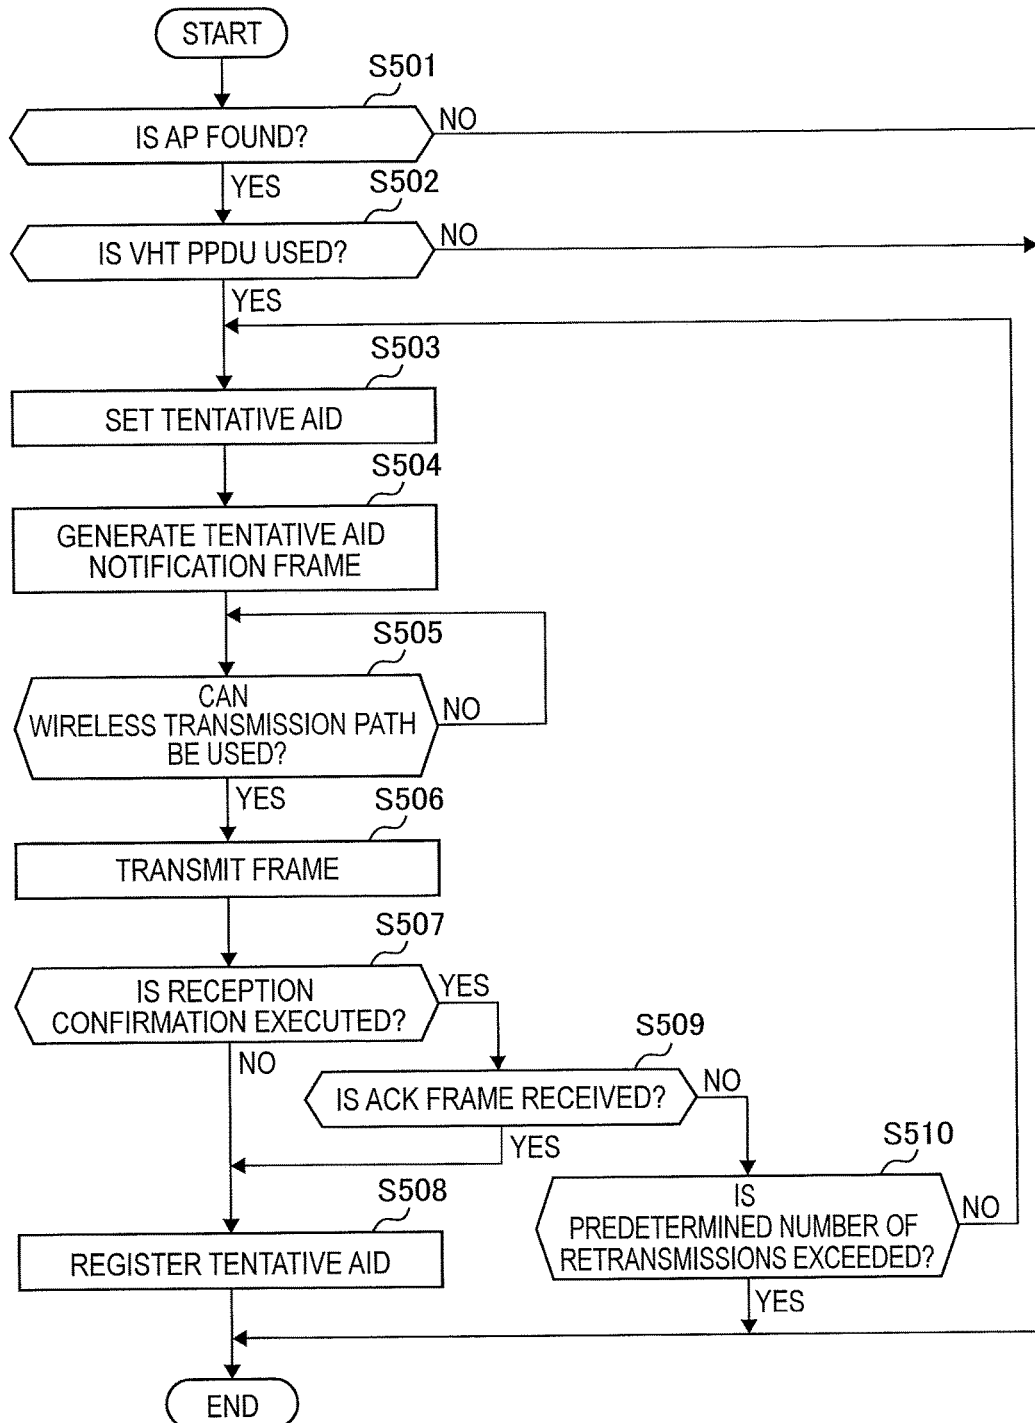 START
S501
IS AP FOUND?
NO
YES
S502
IS VHT PPDU USED?
NO
YES
S503
SET TENTATIVE AID
S504
GENERATE TENTATIVE AID
NOTIFICATION FRAME
S505
CAN
WIRELESS TRANSMISSION PATH
BE USED?
NO
YES
S506
TRANSMIT FRAME
S507
IS RECEPTION
CONFIRMATION EXECUTED?
YES
NO
S509
IS ACK FRAME RECEIVED?
NO
YES
S510
IS
PREDETERMINED NUMBER OF
RETRANSMISSIONS EXCEEDED?
NO
YES
S508
REGISTER TENTATIVE AID
END